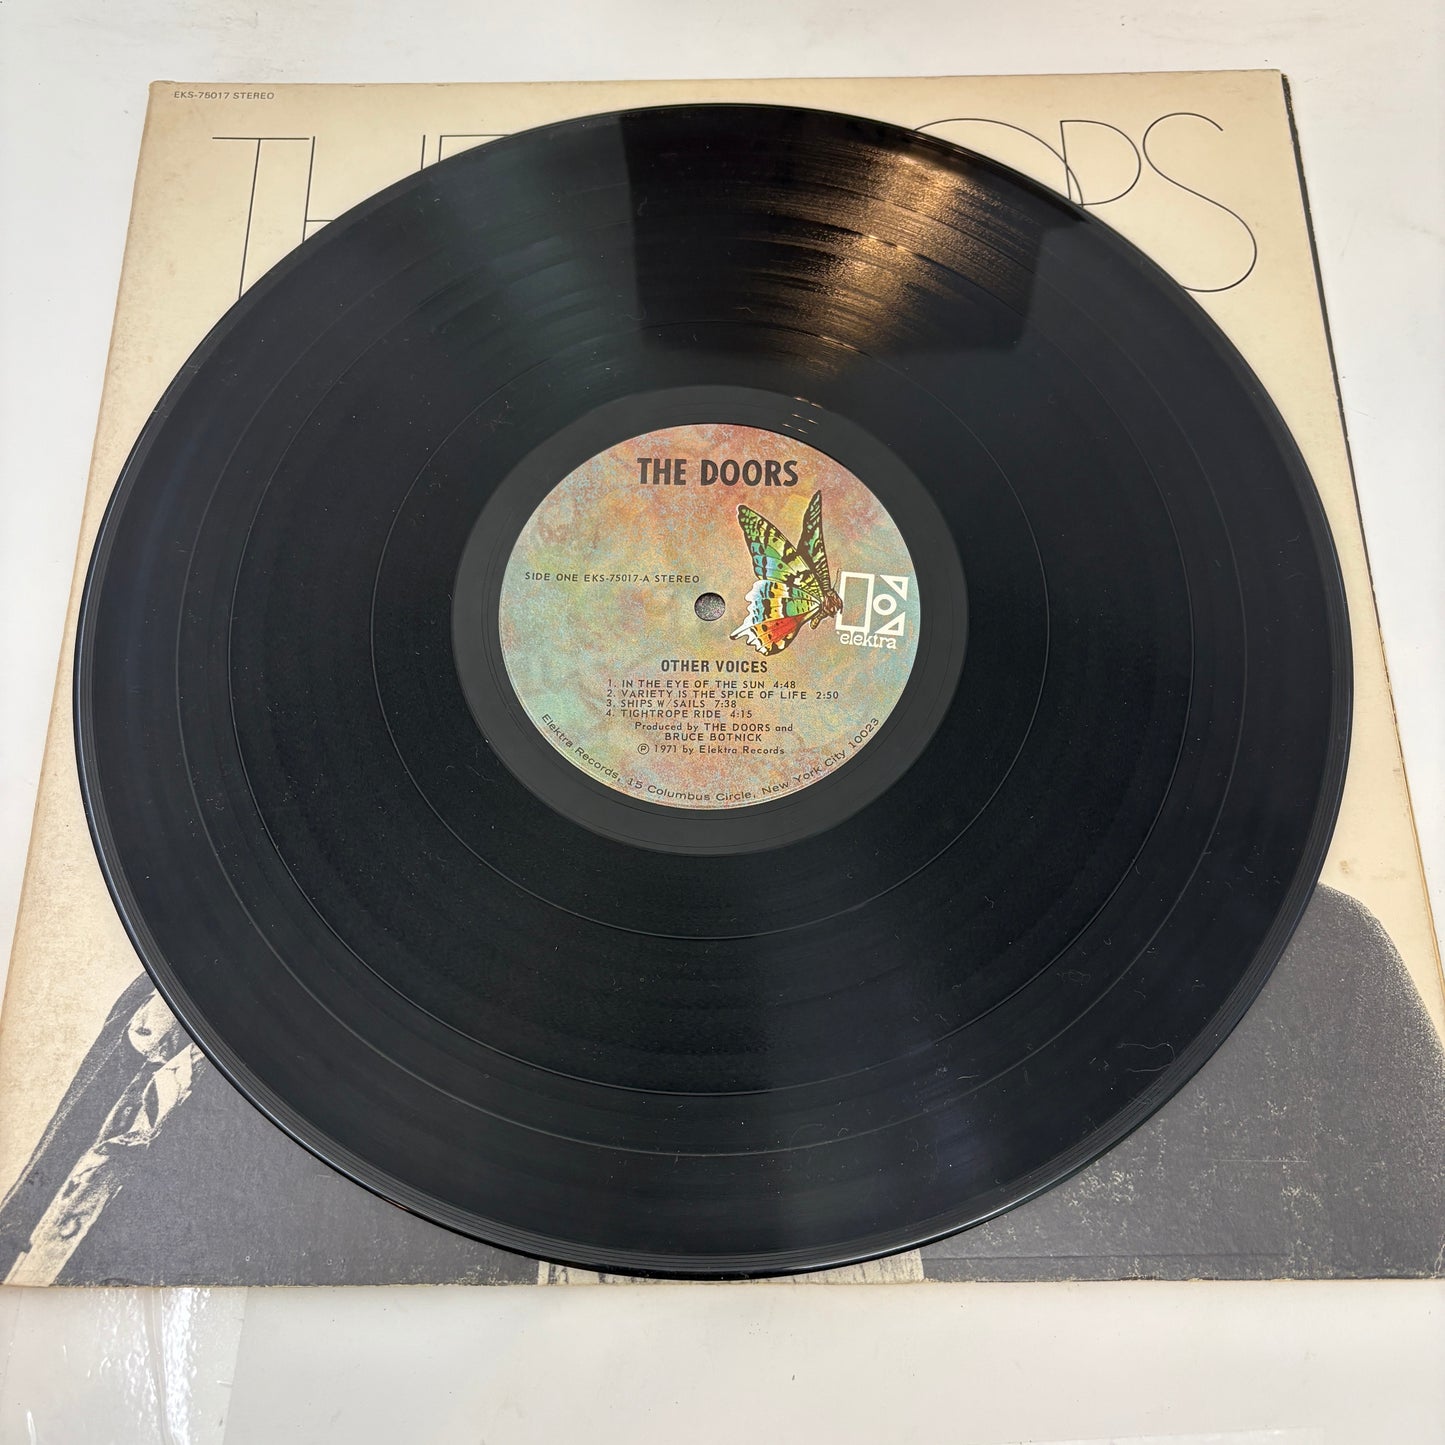 EKS-75017 STEREO
THE DOORS
SIDE ONE EKS-75017-A STEREO
elektra
OTHER VOICES
1. IN THE EYE OF THE SUN 4:48
2. VARIETY IS THE SPICE OF LIFE 2:50
3. SHIPS W/SAILS 7:38
4. TIGHTROPE RIDE 4:15
Produced by THE DOORS and
BRUCE BOTNICK
℗ 1971 by Elektra Records
Elektra Records, 15 Columbus Circle, New York City 10023